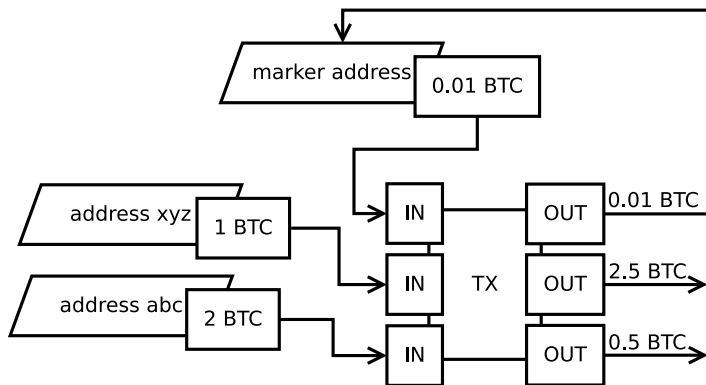 marker address
0.01 BTC
address xyz
1 BTC
address abc
2 BTC
IN
OUT
0.01 BTC
IN
TX
OUT
2.5 BTC
IN
OUT
0.5 BTC